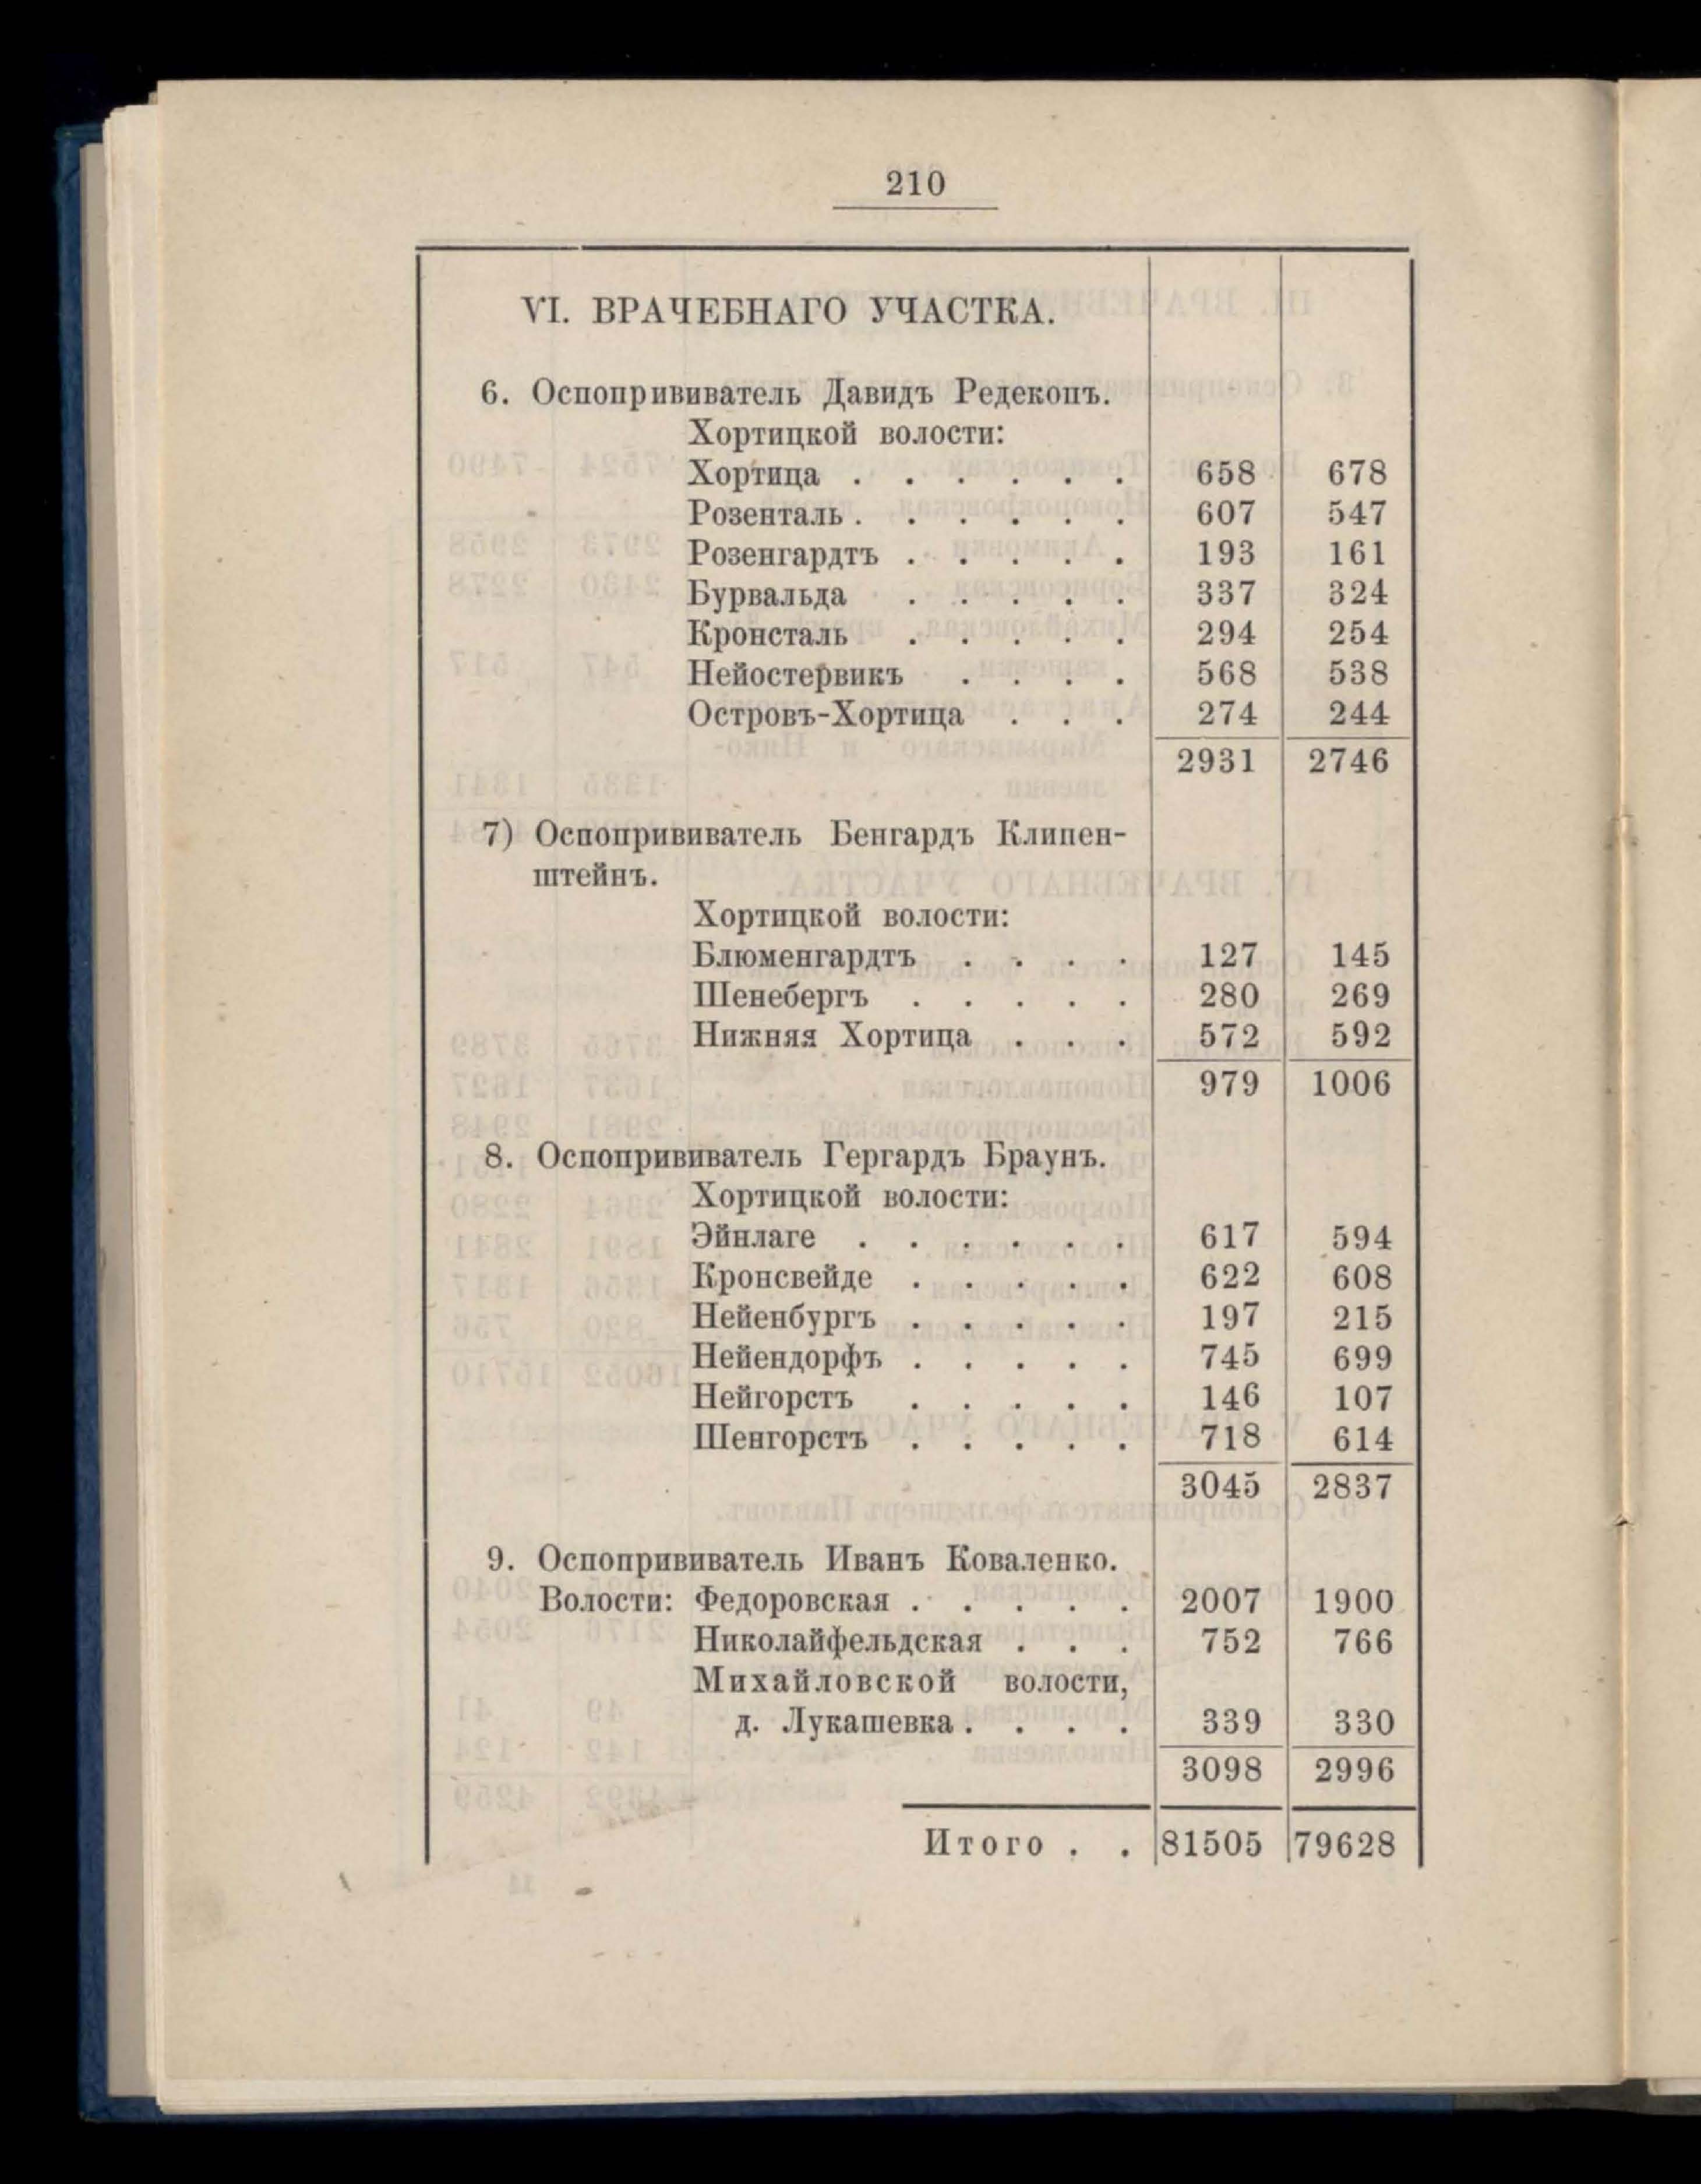 210
VI. ВРАЧЕБНАГО УЧАСТКА.
6. Оспопрививатель Давидъ Редекопъ.
Хортицкой волости:
Хортица . . . . . . 658 678
Розенталь . . . . . . 607 547
Розенгардтъ . . . . . 193 161
Бурвальда . . . . . 337 324
Кронсталь . . . . . 294 254
Нейостервикъ . . . . 568 538
Островъ-Хортица . . . 274 244
2931 2746
7) Оспопрививатель Бенгардъ Клипен-
штейнъ.
Хортицкой волости:
Блюменгардтъ . . . . 127 145
Шенебергъ . . . . . 280 269
Нижняя Хортица . . . 572 592
979 1006
8. Оспопрививатель Гергардъ Браунъ.
Хортицкой волости:
Эйнлаге . . . . . . 617 594
Кронсвейде . . . . . 622 608
Нейенбургъ . . . . . 197 215
Нейендорфъ . . . . . 745 699
Нейгорстъ . . . . . 146 107
Шенгорстъ . . . . . 718 614
3045 2837
9. Оспопрививатель Иванъ Коваленко.
Волости: Федоровская . . . . . 2007 1900
Николайфельдская . . . 752 766
Михайловской волости,
д. Лукашевка . . . . 339 330
3098 2996
Итого . . 81505 79628